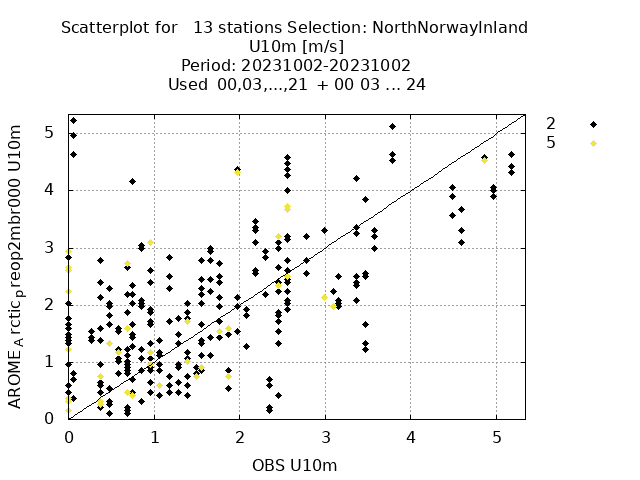 Scatterplot for   13 stations Selection: NorthNorwayInland
U10m [m/s]
Period: 20231002-20231002
Used  00,03,...,21  + 00 03 ... 24
AROME_Arctic_preop2mbr000 U10m
5
4
3
2
1
0
0 1 2 3 4 5
OBS U10m
2
5